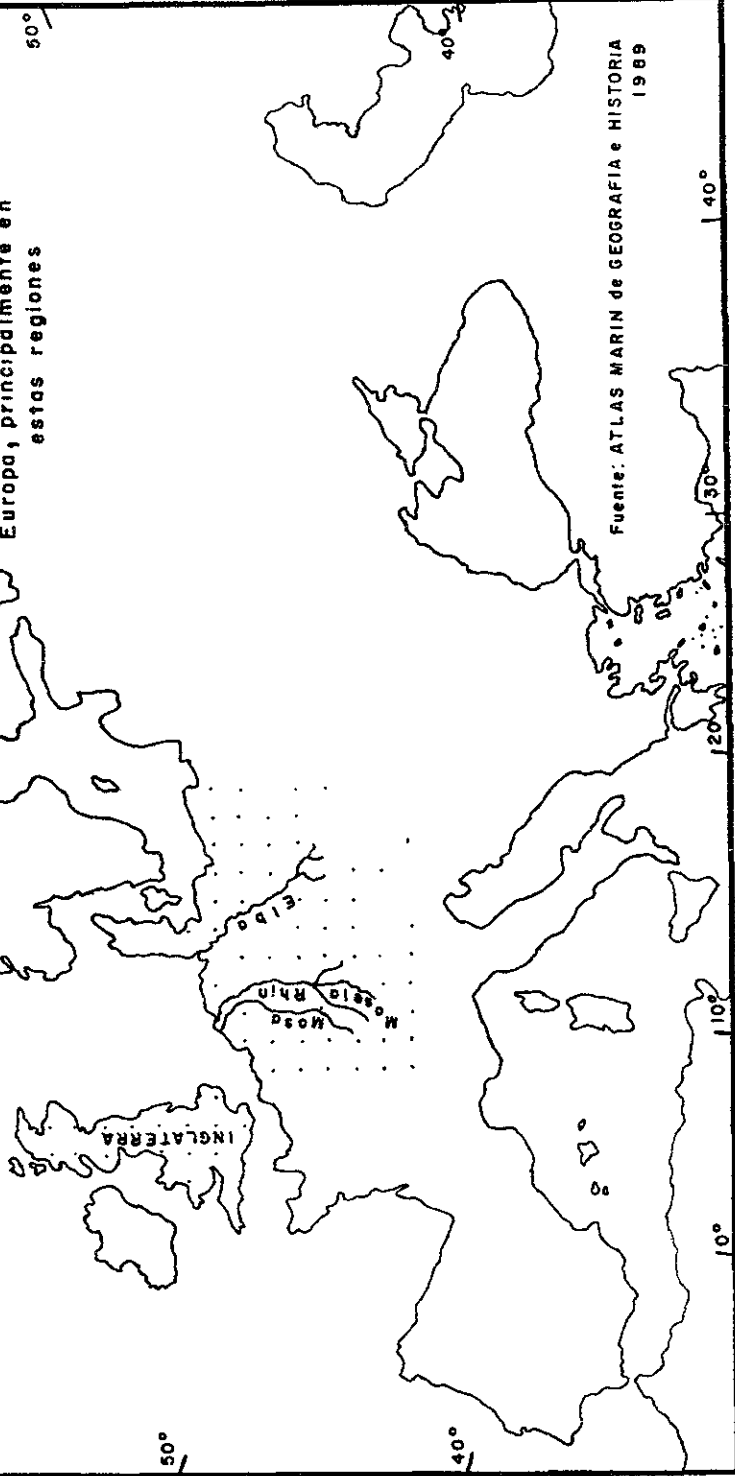 Europa, principalmente en
estas regiones
50°
40°
50°
40°
INGLATERRA
Elba
Rhin
Mosa
Mosela
10°
10°
20°
30°
40°
Fuente: ATLAS MARIN de GEOGRAFIA e HISTORIA
1989